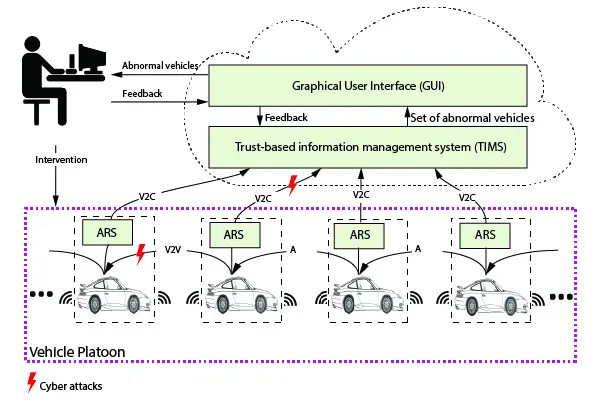 Abnormal vehicles
Graphical User Interface (GUI)
Feedback
Feedback
Set of abnormal vehicles
Trust-based information management system (TIMS)
Intervention
V2C
V2C
V2C
V2C
ARS
ARS
ARS
ARS
V2V
A
A
Vehicle Platoon
Cyber attacks